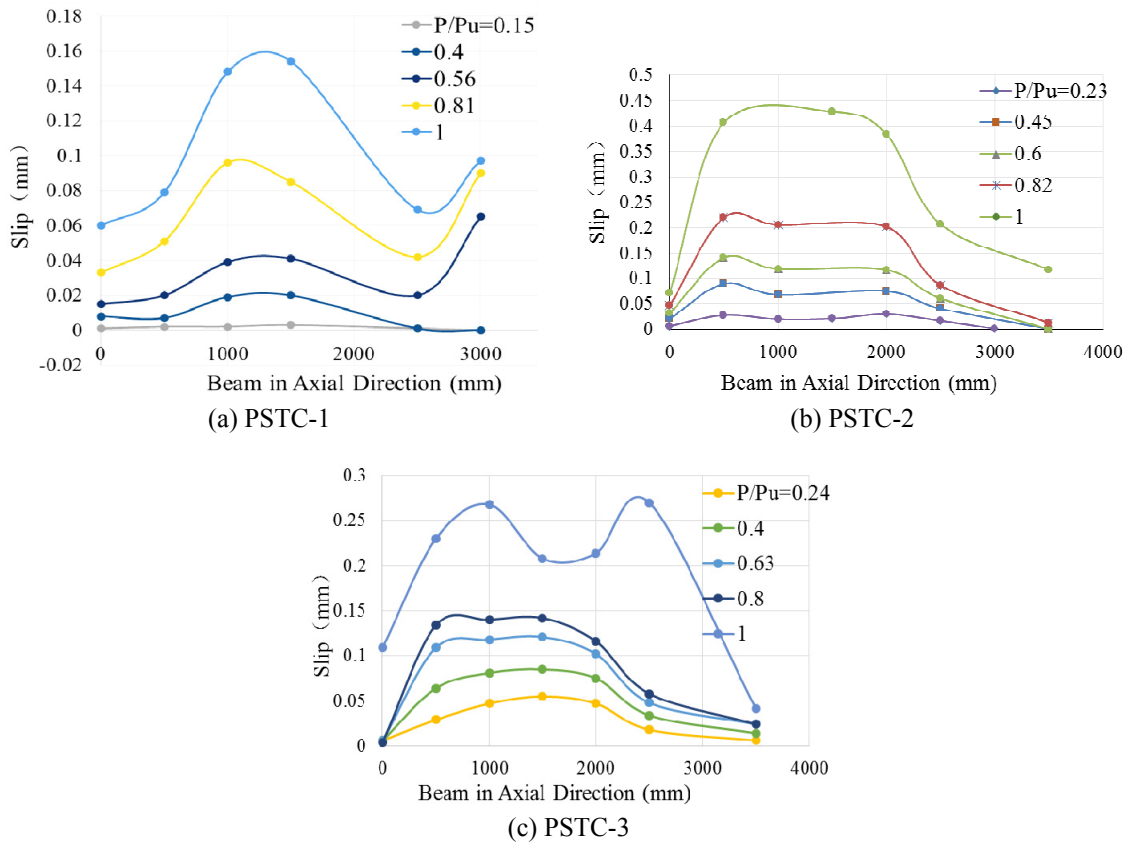 0.18
0.16
0.14
0.12
0.1
0.08
0.06
0.04
0.02
0
-0.02
Slip（mm）
P/Pu=0.15
0.4
0.56
0.81
1
0 1000 2000 3000
Beam in Axial Direction (mm)
(a) PSTC-1
0.5
0.45
0.4
0.35
0.3
0.25
0.2
0.15
0.1
0.05
0
Slip（mm）
P/Pu=0.23
0.45
0.6
0.82
1
0 1000 2000 3000 4000
Beam in Axial Direction (mm)
(b) PSTC-2
0.3
0.25
0.2
0.15
0.1
0.05
0
Slip（mm）
P/Pu=0.24
0.4
0.63
0.8
1
0 1000 2000 3000 4000
Beam in Axial Direction (mm)
(c) PSTC-3